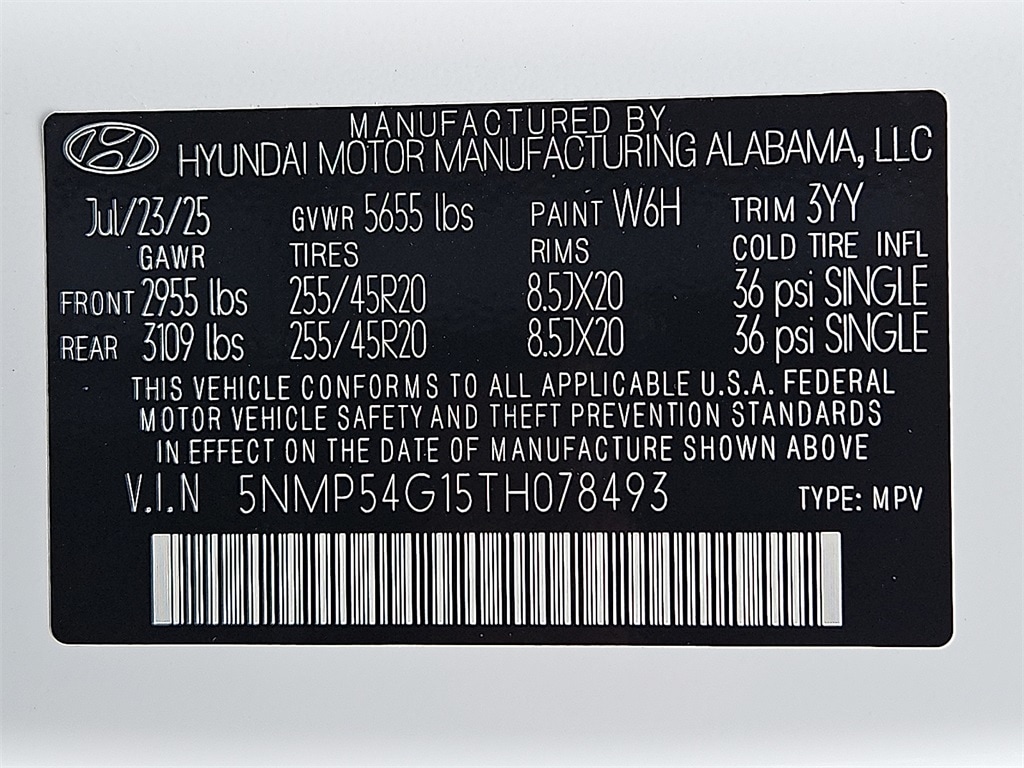 MANUFACTURED BY
HYUNDAI MOTOR MANUFACTURING ALABAMA, LLC
Jul/23/25 GVWR 5655 lbs PAINT W6H TRIM 3YY
GAWR TIRES RIMS COLD TIRE INFL
FRONT 2955 lbs 255/45R20 8.5JX20 36 psi SINGLE
REAR 3109 lbs 255/45R20 8.5JX20 36 psi SINGLE
THIS VEHICLE CONFORMS TO ALL APPLICABLE U.S.A. FEDERAL
MOTOR VEHICLE SAFETY AND THEFT PREVENTION STANDARDS
IN EFFECT ON THE DATE OF MANUFACTURE SHOWN ABOVE
V.I.N 5NMP54G15TH078493 TYPE: MPV